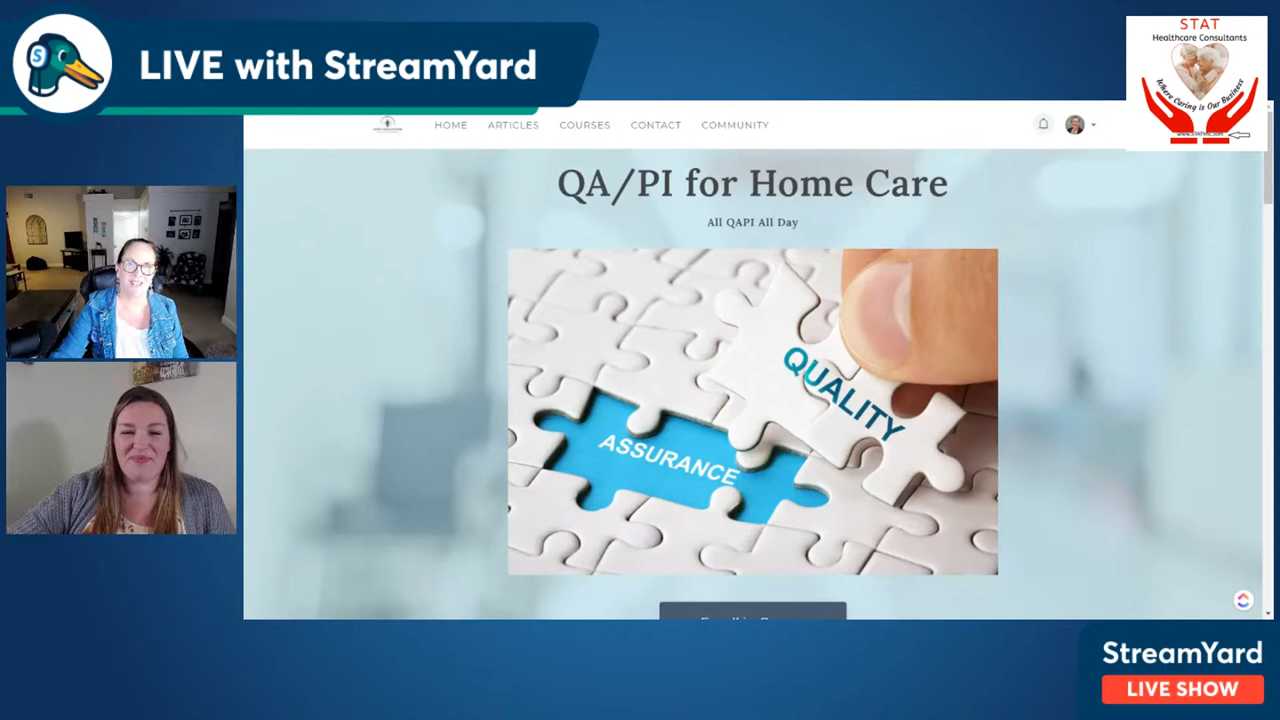 LIVE with StreamYard
S
STAT
Healthcare Consultants
Where Caring is Our Business
HOME ARTICLES COURSES CONTACT COMMUNITY
QA/PI for Home Care
All QAPI All Day
QUALITY
ASSURANCE
StreamYard
LIVE SHOW